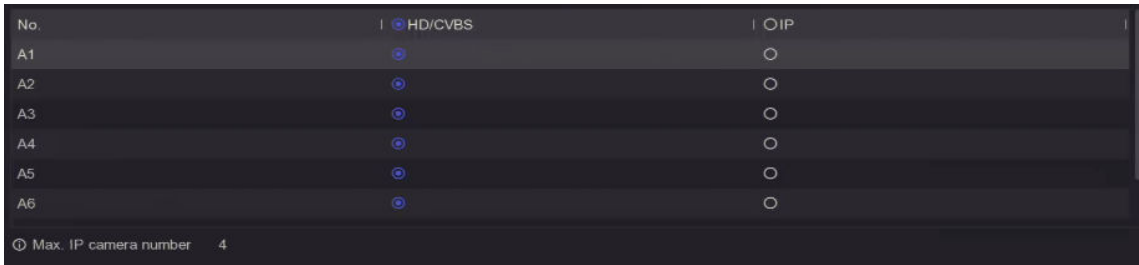 No. HD/CVBS IP
A1
A2
A3
A4
A5
A6
Max. IP camera number 4